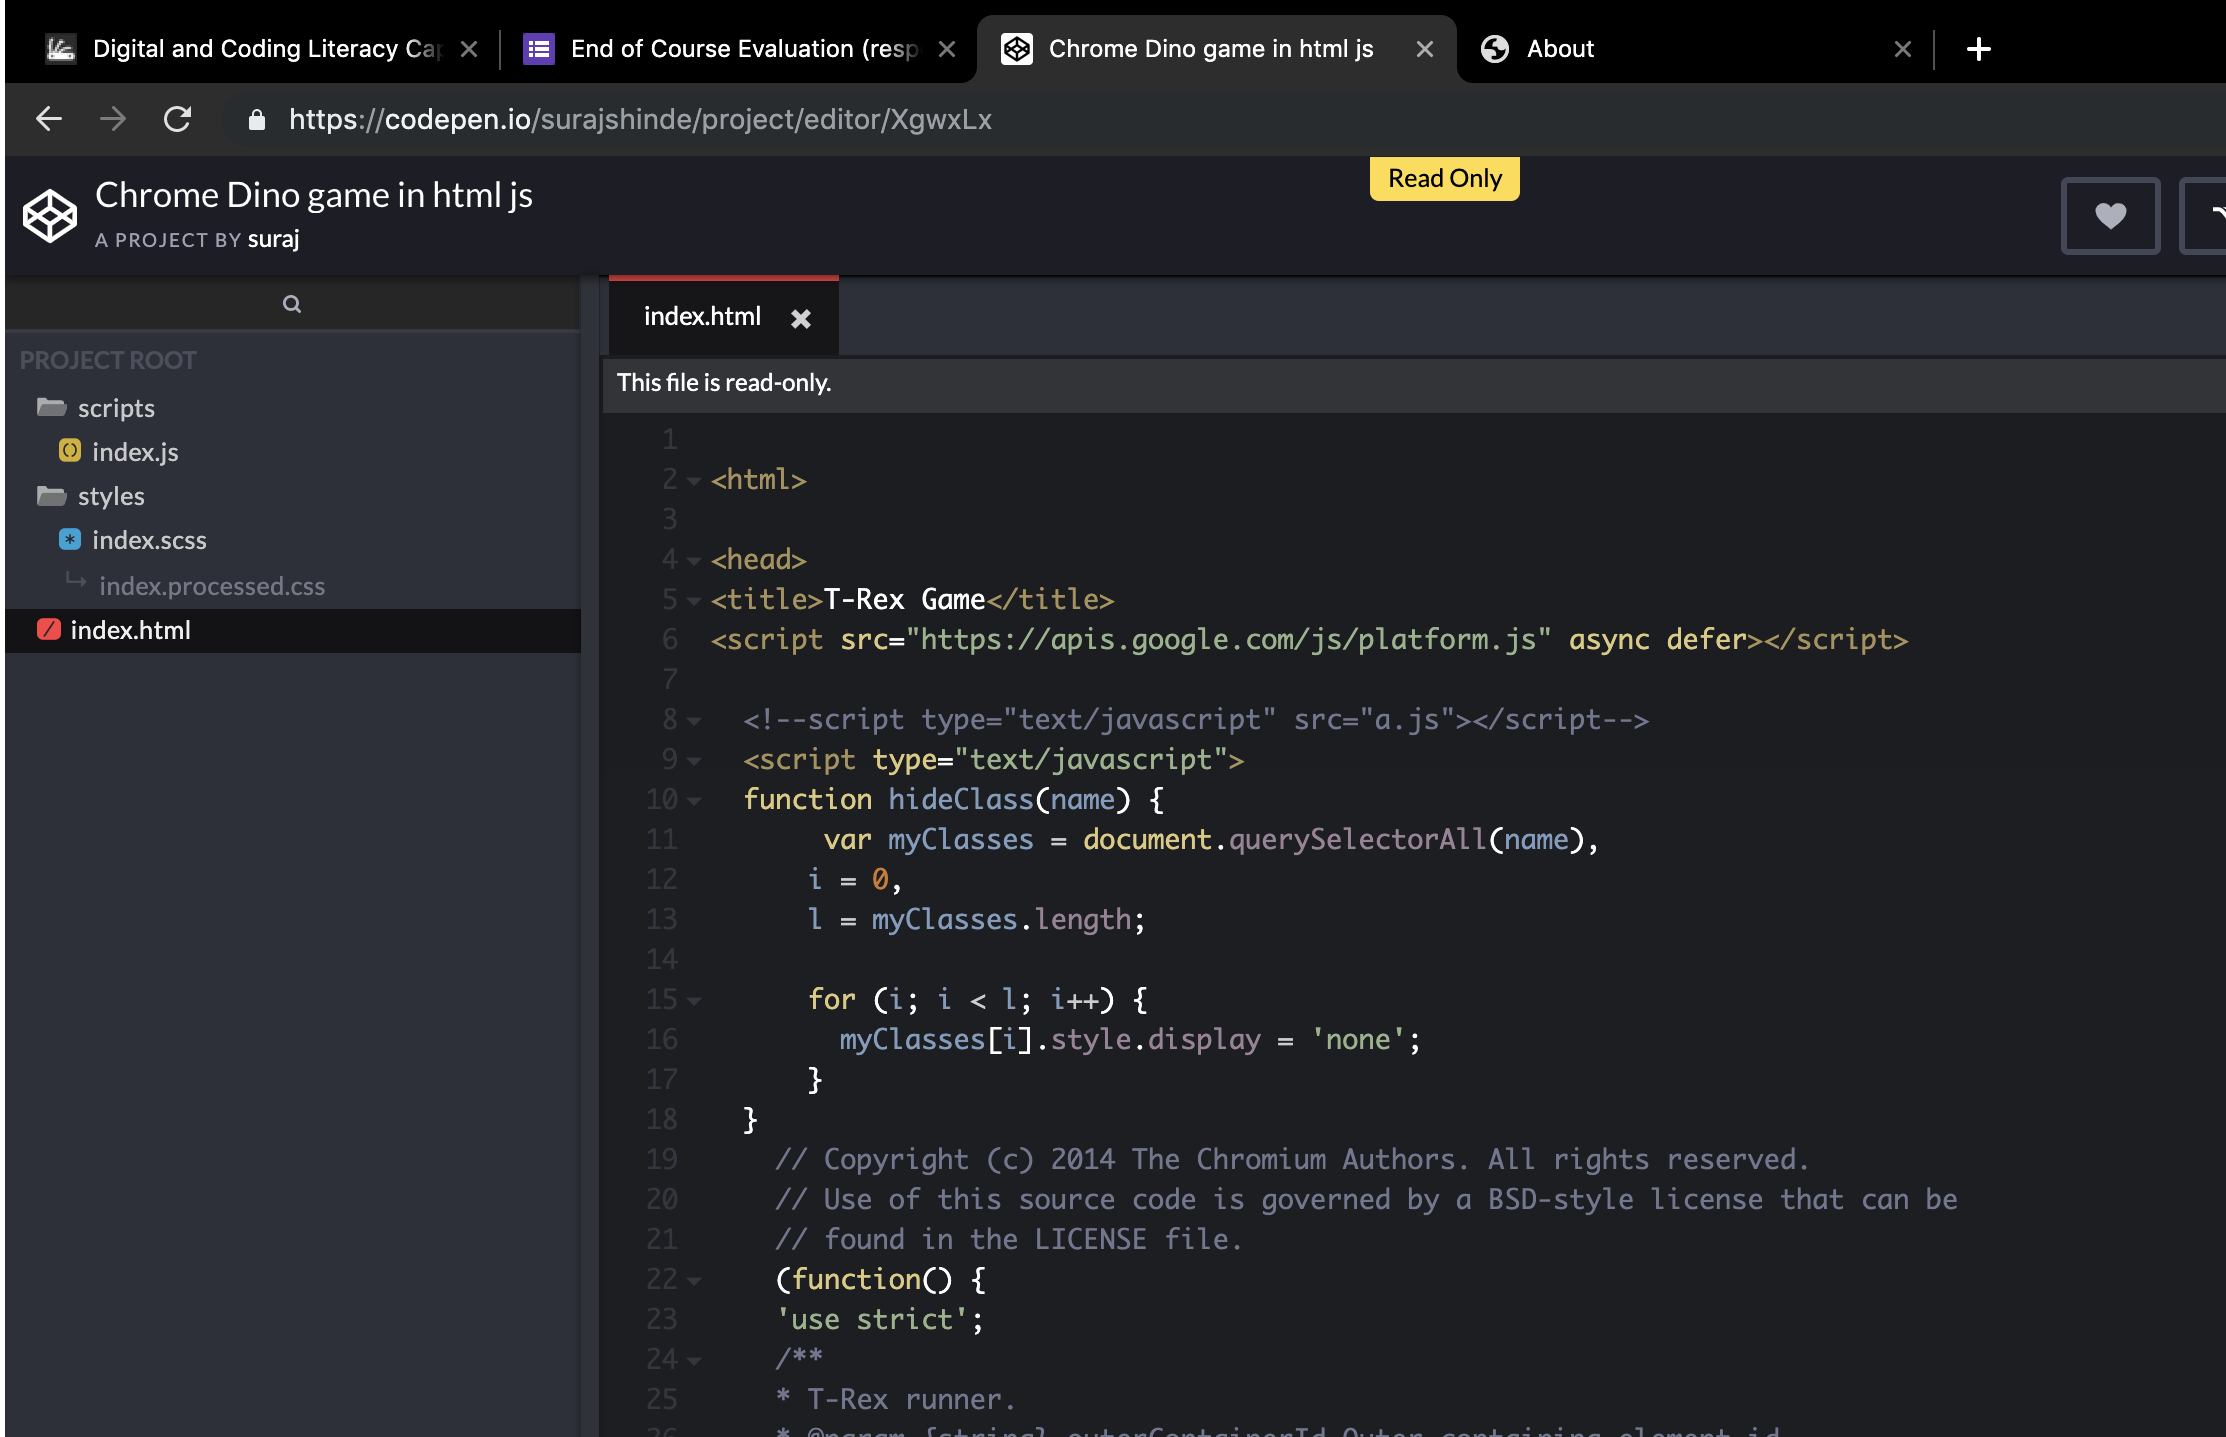 Digital and Coding Literacy Ca
End of Course Evaluation (resp
Chrome Dino game in html js
About
https://codepen.io/surajshinde/project/editor/XgwxLx
Chrome Dino game in html js
A PROJECT BY suraj
Read Only
PROJECT ROOT
scripts
index.js
styles
index.scss
index.processed.css
index.html
index.html
This file is read-only.
1
2 <html>
3
4 <head>
5 <title>T-Rex Game</title>
6 <script src="https://apis.google.com/js/platform.js" async defer></script>
7
8 <!--script type="text/javascript" src="a.js"></script-->
9 <script type="text/javascript">
10 function hideClass(name) {
11 var myClasses = document.querySelectorAll(name),
12 i = 0,
13 l = myClasses.length;
14
15 for (i; i < l; i++) {
16 myClasses[i].style.display = 'none';
17 }
18 }
19 // Copyright (c) 2014 The Chromium Authors. All rights reserved.
20 // Use of this source code is governed by a BSD-style license that can be
21 // found in the LICENSE file.
22 (function() {
23 'use strict';
24 /**
25 * T-Rex runner.
26 * @param {string} outerContainerId Outer containing element id